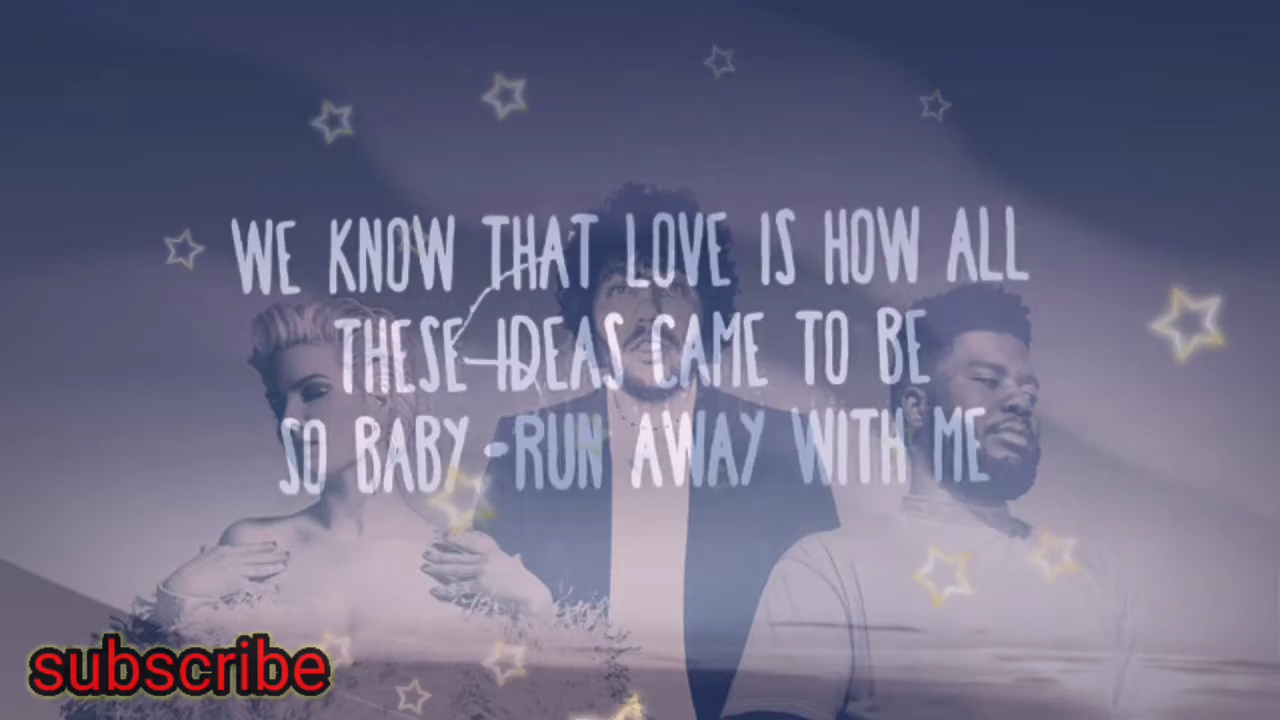 WE KNOW THAT LOVE IS HOW ALL
THESE IDEAS CAME TO BE
SO BABY RUN AWAY WITH ME
subscribe